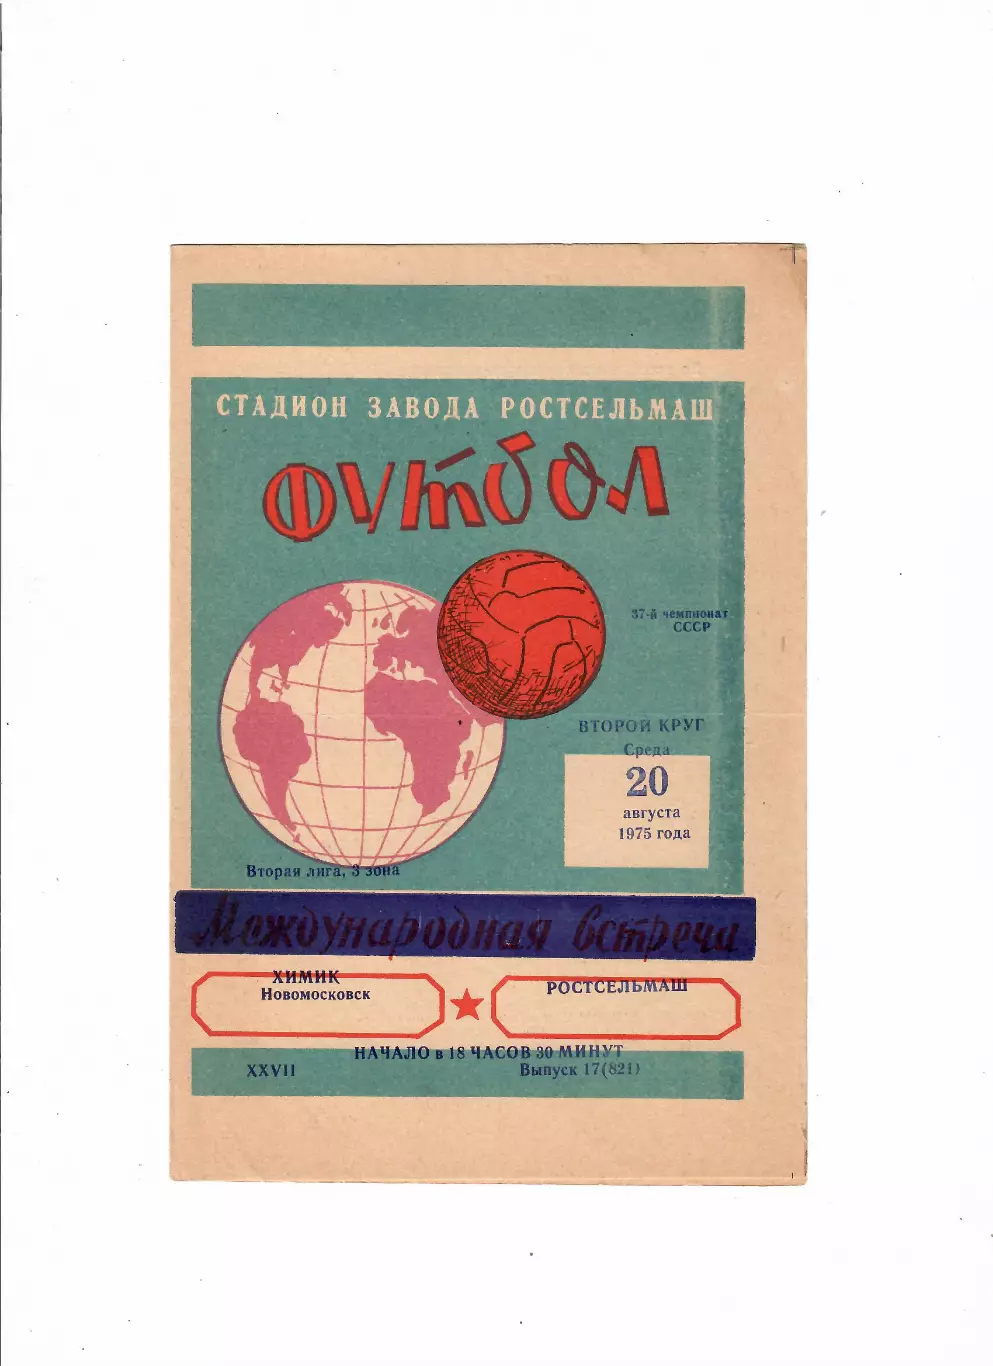 СТАДИОН ЗАВОДА РОСТСЕЛЬМАШ
ФУТБОЛ
37-й чемпионат
СССР
ВТОРОЙ КРУГ
Среда
20
августа
1975 года
Вторая лига, 3 зона
Международная встреча
ХИМИК
Новомосковск
РОСТСЕЛЬМАШ
НАЧАЛО в 18 ЧАСОВ 30 МИНУТ
XXVII
Выпуск 17(821)